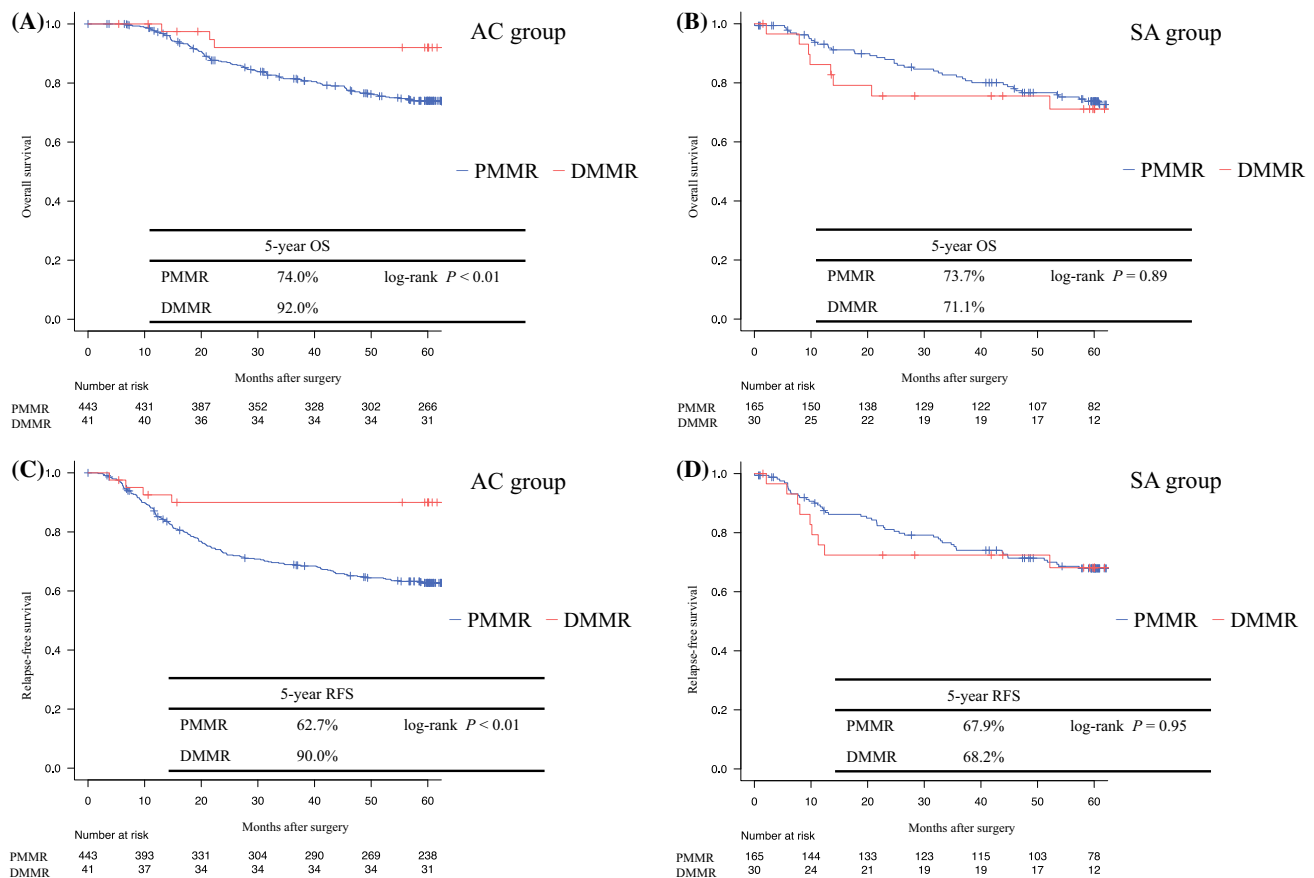 (A)
AC group
Overall survival
1.0
0.8
0.6
0.4
0.2
0.0
PMMR DMMR
5-year OS
PMMR 74.0% log-rank P < 0.01
DMMR 92.0%
0 10 20 30 40 50 60
Months after surgery
Number at risk
PMMR 443 431 387 352 328 302 266
DMMR 41 40 36 34 34 34 31
(B)
SA group
Overall survival
1.0
0.8
0.6
0.4
0.2
0.0
PMMR DMMR
5-year OS
PMMR 73.7% log-rank P = 0.89
DMMR 71.1%
0 10 20 30 40 50 60
Months after surgery
Number at risk
PMMR 165 150 138 129 122 107 82
DMMR 30 25 22 19 19 17 12
(C)
AC group
Relapse-free survival
1.0
0.8
0.6
0.4
0.2
0.0
PMMR DMMR
5-year RFS
PMMR 62.7% log-rank P < 0.01
DMMR 90.0%
0 10 20 30 40 50 60
Months after surgery
Number at risk
PMMR 443 393 331 304 290 269 238
DMMR 41 37 34 34 34 34 31
(D)
SA group
Relapse-free survival
1.0
0.8
0.6
0.4
0.2
0.0
PMMR DMMR
5-year RFS
PMMR 67.9% log-rank P = 0.95
DMMR 68.2%
0 10 20 30 40 50 60
Months after surgery
Number at risk
PMMR 165 144 133 123 115 103 78
DMMR 30 24 21 19 19 17 12